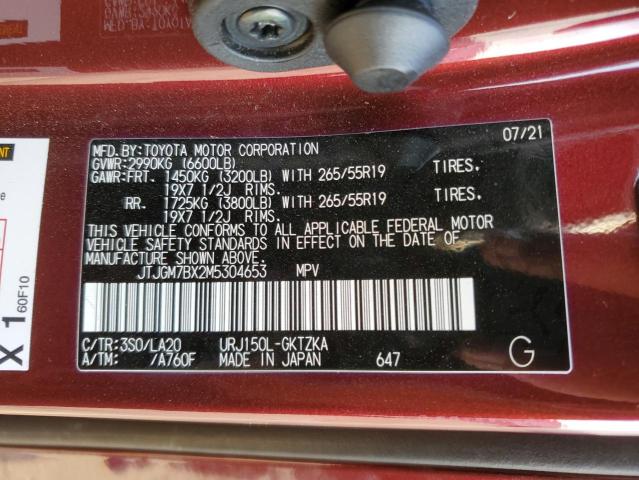 MFD.BY:TOYOTA MOTOR CORPORATION 07/21
GVWR:2990KG (6600LB)
GAWR:FRT. 1450KG (3200LB) WITH 265/55R19 TIRES.
19X7 1/2J RIMS.
RR. 1725KG (3800LB) WITH 265/55R19 TIRES.
19X7 1/2J RIMS.
THIS VEHICLE CONFORMS TO ALL APPLICABLE FEDERAL MOTOR
VEHICLE SAFETY STANDARDS IN EFFECT ON THE DATE OF
MANUFACTURE SHOWN ABOVE.
JTJGM7BX2M5304653 MPV
C/TR:3S0/LA20 URJ150L-GKTZKA
A/TM: /A760F MADE IN JAPAN 647 G
X 1
60F10